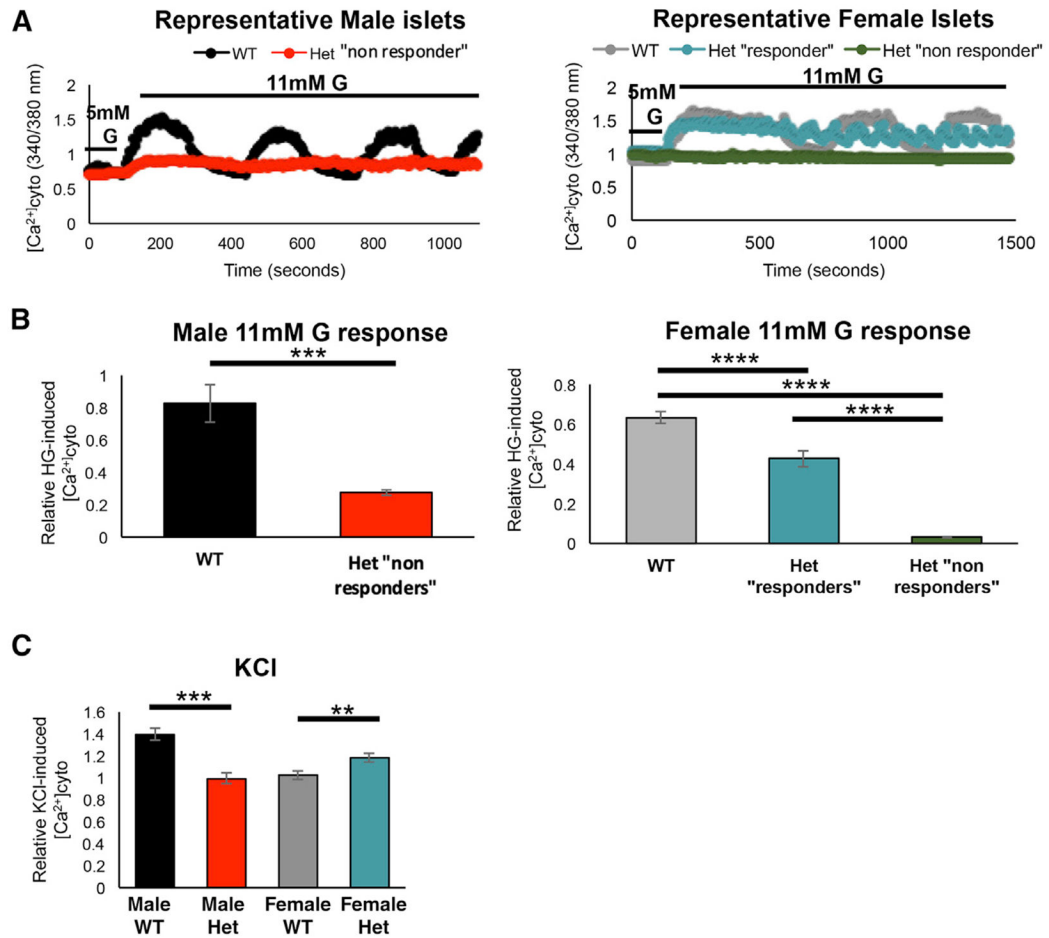 A
Representative Male islets
WT Het "non responder"
11mM G
5mM
G
[Ca²⁺]cyto (340/380 nm)
2
1.5
1
0.5
0
0 200 400 600 800 1000
Time (seconds)
Representative Female Islets
WT Het "responder" Het "non responder"
11mM G
5mM
G
[Ca²⁺]cyto (340/380 nm)
2
1.5
1
0.5
0
0 500 1000 1500
Time (seconds)
B
Male 11mM G response
***
Relative HG-induced
[Ca²⁺]cyto
1
0.8
0.6
0.4
0.2
0
WT
Het "non
responders"
Female 11mM G response
****
****
****
Relative HG-induced
[Ca²⁺]cyto
0.8
0.6
0.4
0.2
0
WT
Het
"responders"
Het "non
responders"
C
KCl
***
**
Relative KCl-induced
[Ca²⁺]cyto
1.6
1.4
1.2
1
0.8
0.6
0.4
0.2
0
Male
WT
Male
Het
Female
WT
Female
Het